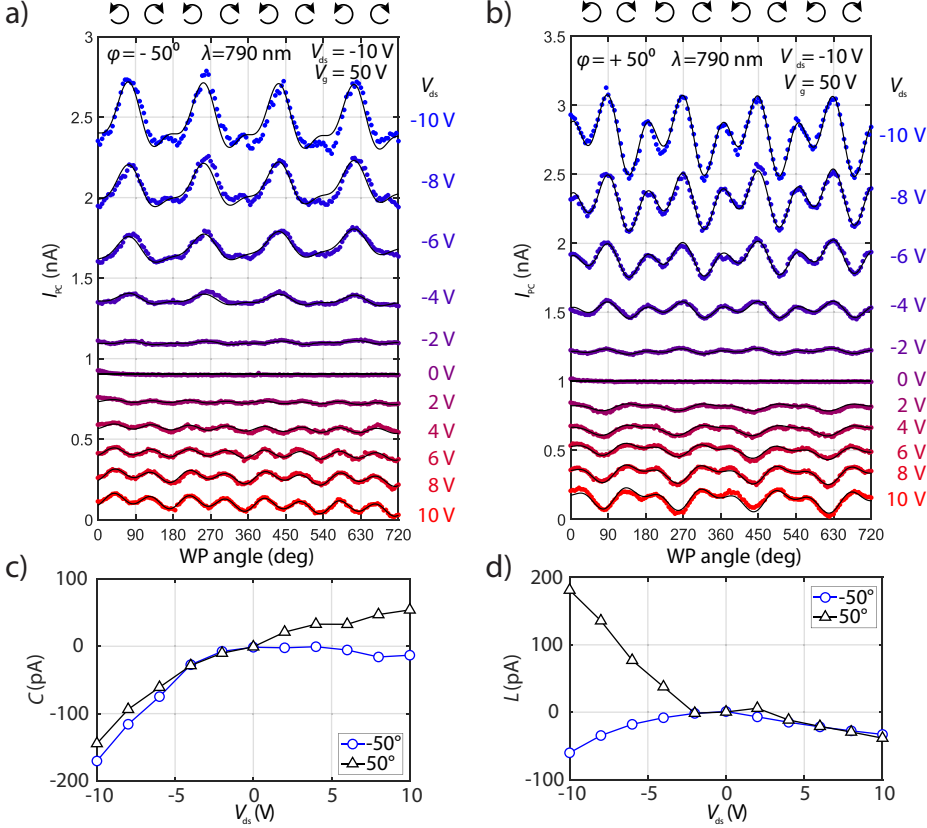 a)
φ = - 50⁰ λ=790 nm V_ds = -10 V
V_g = 50 V
V_ds
3
2.5
2
1.5
1
0.5
0
I_PC (nA)
-10 V
-8 V
-6 V
-4 V
-2 V
0 V
2 V
4 V
6 V
8 V
10 V
0 90 180 270 360 450 540 630 720
WP angle (deg)
b)
φ = + 50⁰ λ=790 nm V_ds = -10 V
V_g = 50 V
V_ds
3.5
3
2.5
2
1.5
1
0.5
0
I_PC (nA)
-10 V
-8 V
-6 V
-4 V
-2 V
0 V
2 V
4 V
6 V
8 V
10 V
0 90 180 270 360 450 540 630 720
WP angle (deg)
c)
100
0
-100
-200
C (pA)
-50°
50°
-10 -5 0 5 10
V_ds (V)
d)
200
100
0
-100
L (pA)
-50°
50°
-10 -5 0 5 10
V_ds (V)